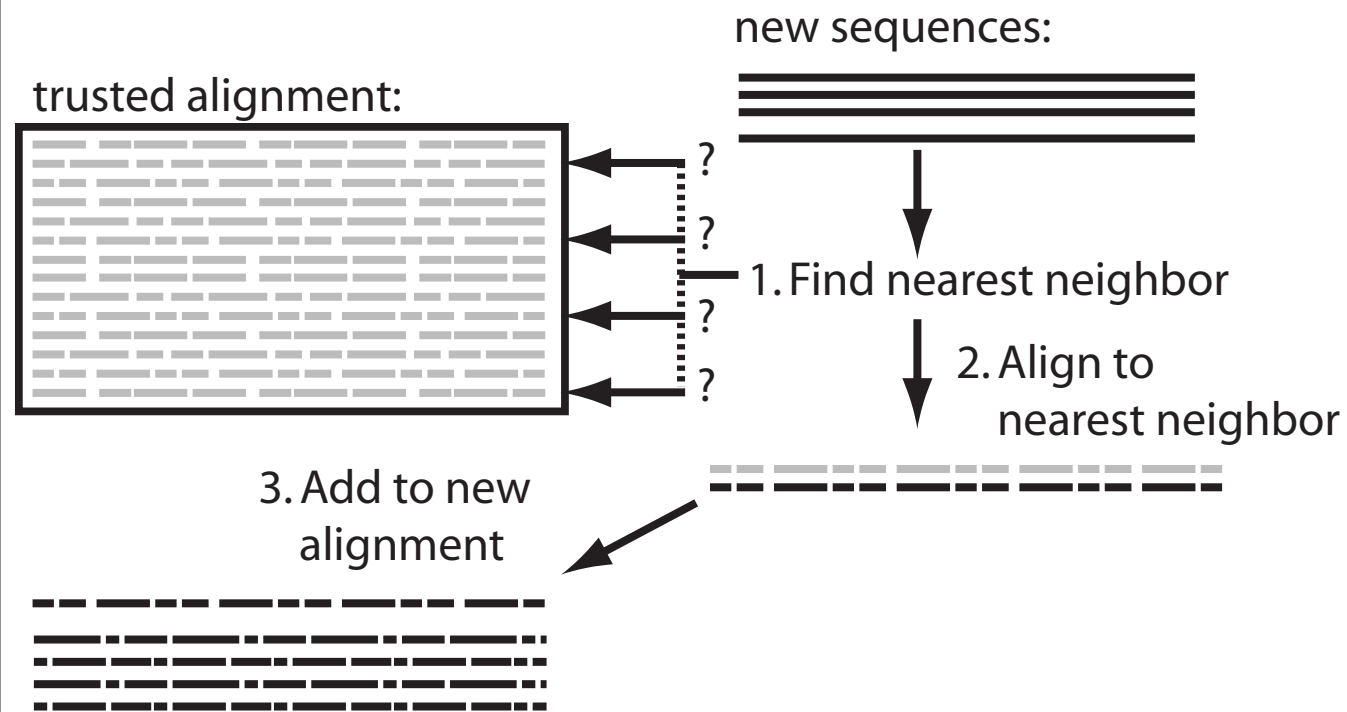 new sequences:
trusted alignment:
?
?
1. Find nearest neighbor
?
2. Align to
nearest neighbor
?
3. Add to new
alignment